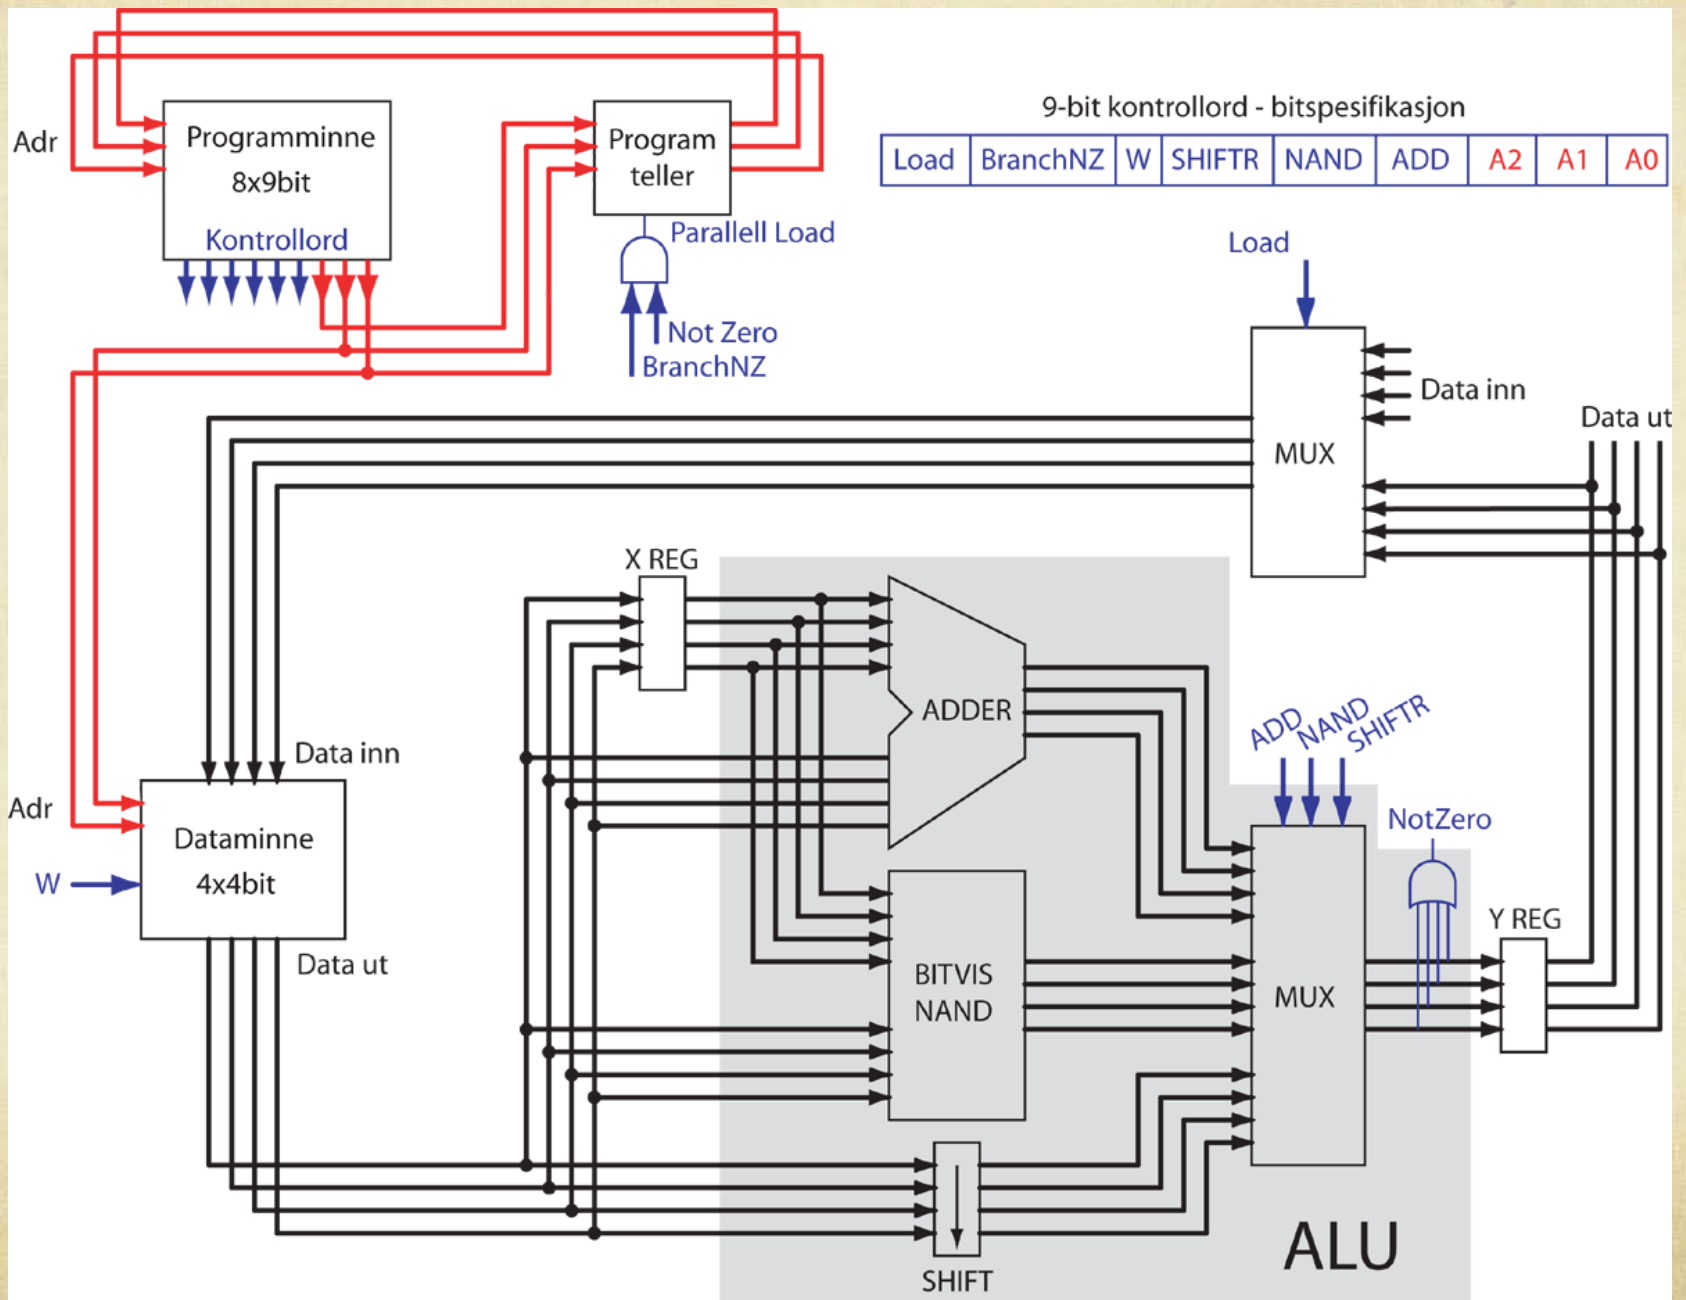 Adr
Programminne
8x9bit
Kontrollord
Program
teller
Parallell Load
Not Zero
BranchNZ
9-bit kontrollord - bitspesifikasjon
Load BranchNZ W SHIFTR NAND ADD A2 A1 A0
Load
Data inn
Data ut
MUX
X REG
ADDER
ADD
NAND
SHIFTR
Data inn
Adr
Dataminne
4x4bit
W
Data ut
NotZero
Y REG
BITVIS
NAND
MUX
ALU
SHIFT